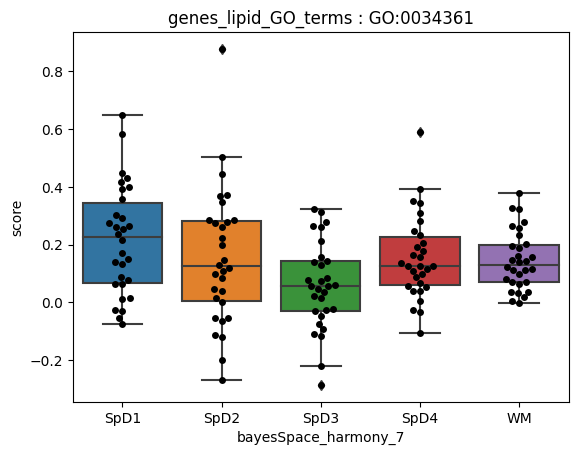 genes_lipid_GO_terms : GO:0034361
0.8
0.6
0.4
0.2
0.0
−0.2
score
SpD1 SpD2 SpD3 SpD4 WM
bayesSpace_harmony_7